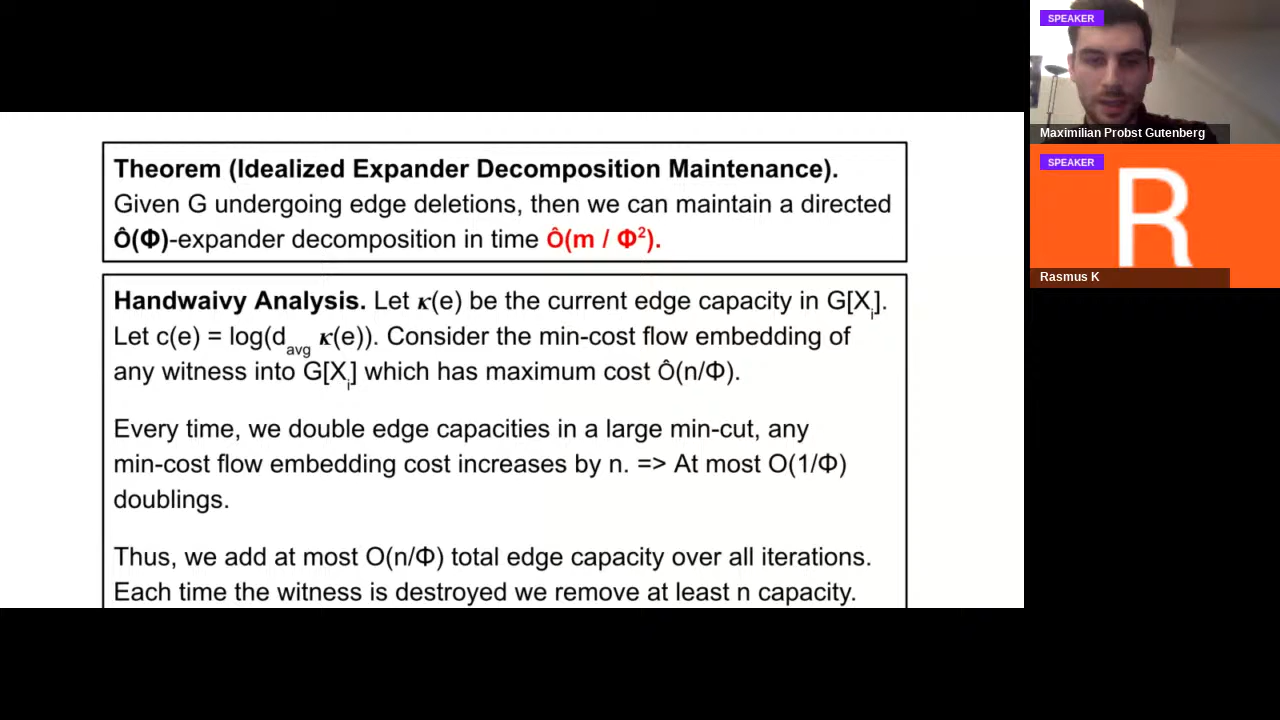 SPEAKER
Maximilian Probst Gutenberg
SPEAKER
R
Rasmus K
Theorem (Idealized Expander Decomposition Maintenance).
Given G undergoing edge deletions, then we can maintain a directed
Ô(Φ)-expander decomposition in time Ô(m / Φ²).
Handwaivy Analysis. Let κ(e) be the current edge capacity in G[Xᵢ].
Let c(e) = log(d_avg κ(e)). Consider the min-cost flow embedding of
any witness into G[Xᵢ] which has maximum cost Ô(n/Φ).
Every time, we double edge capacities in a large min-cut, any
min-cost flow embedding cost increases by n. => At most O(1/Φ)
doublings.
Thus, we add at most O(n/Φ) total edge capacity over all iterations.
Each time the witness is destroyed we remove at least n capacity.